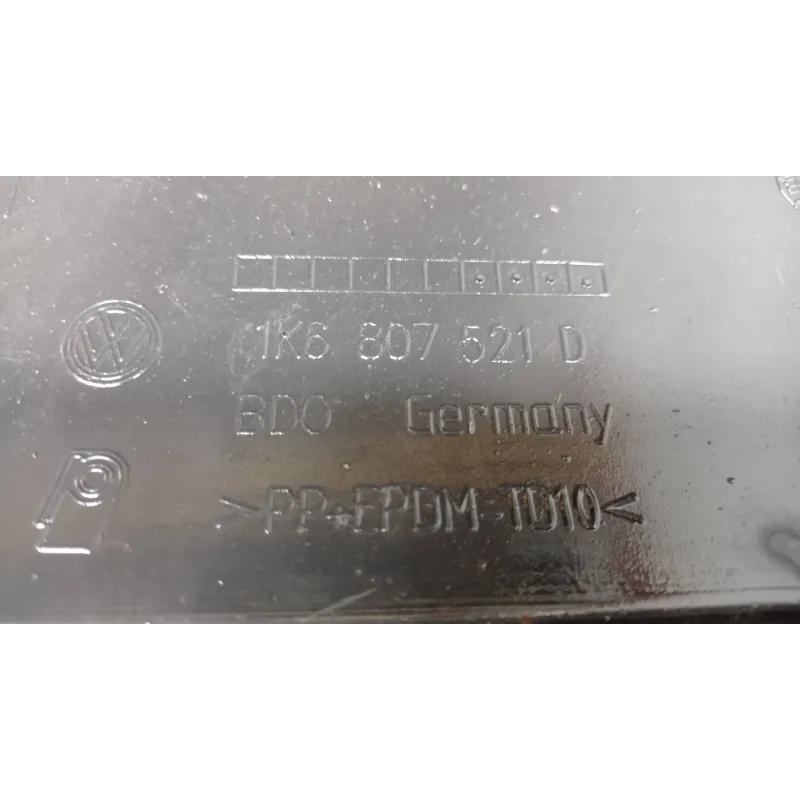 1K6 807 521 D
BDO Germany
>PP+EPDM-TD10<